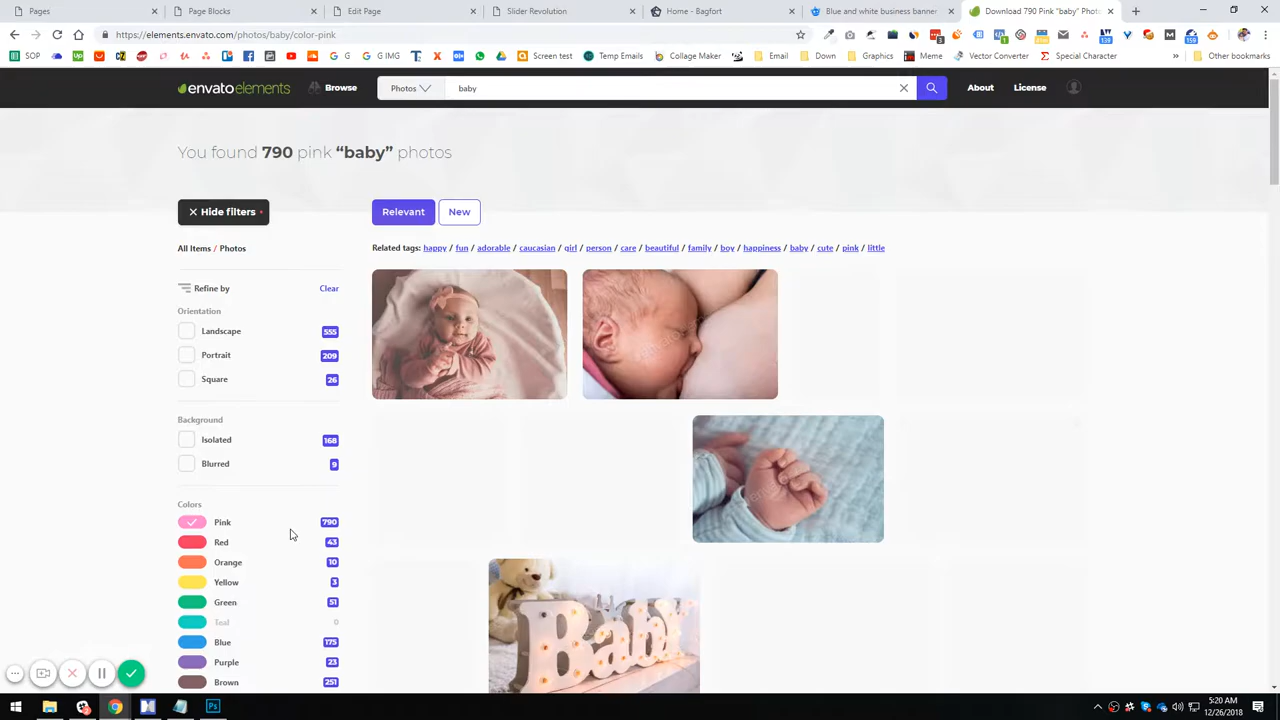 Pages
Page Blocks
Edit Page
Slider Revolution
Home - Bagfort
Blue and white business banner
Download 790 Pink "baby" Photo
https://elements.envato.com/photos/baby/color-pink
SOP
G
G IMG
Screen test
Temp Emails
Collage Maker
Email
Down
Graphics
Meme
Vector Converter
Special Character
Other bookmarks
envato elements
Browse
Photos
baby
About
License
You found 790 pink “baby” photos
Hide filters
Relevant
New
All Items / Photos
Related tags: happy / fun / adorable / caucasian / girl / person / care / beautiful / family / boy / happiness / baby / cute / pink / little
Refine by
Clear
Orientation
Landscape 555
Portrait 209
Square 26
Background
Isolated 168
Blurred 9
Colors
Pink 790
Red 43
Orange 10
Yellow 3
Green 51
Teal 0
Blue 175
Purple 23
Brown 251
Baby
5:20 AM
12/26/2018